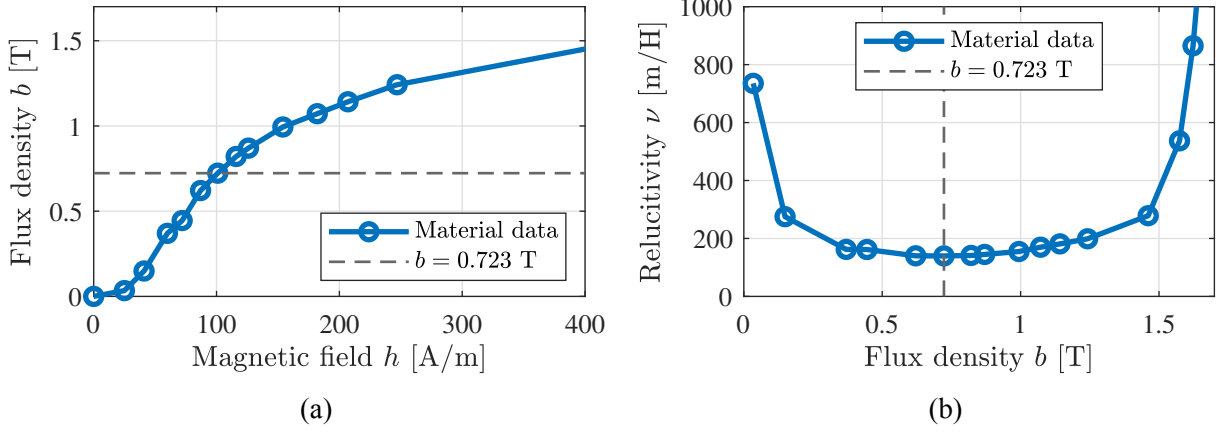 Flux density b [T]
1.5
1
0.5
0
Material data
b = 0.723 T
0 100 200 300 400
Magnetic field h [A/m]
(a)
Relucitivity ν [m/H]
1000
800
600
400
200
0
Material data
b = 0.723 T
0 0.5 1 1.5
Flux density b [T]
(b)